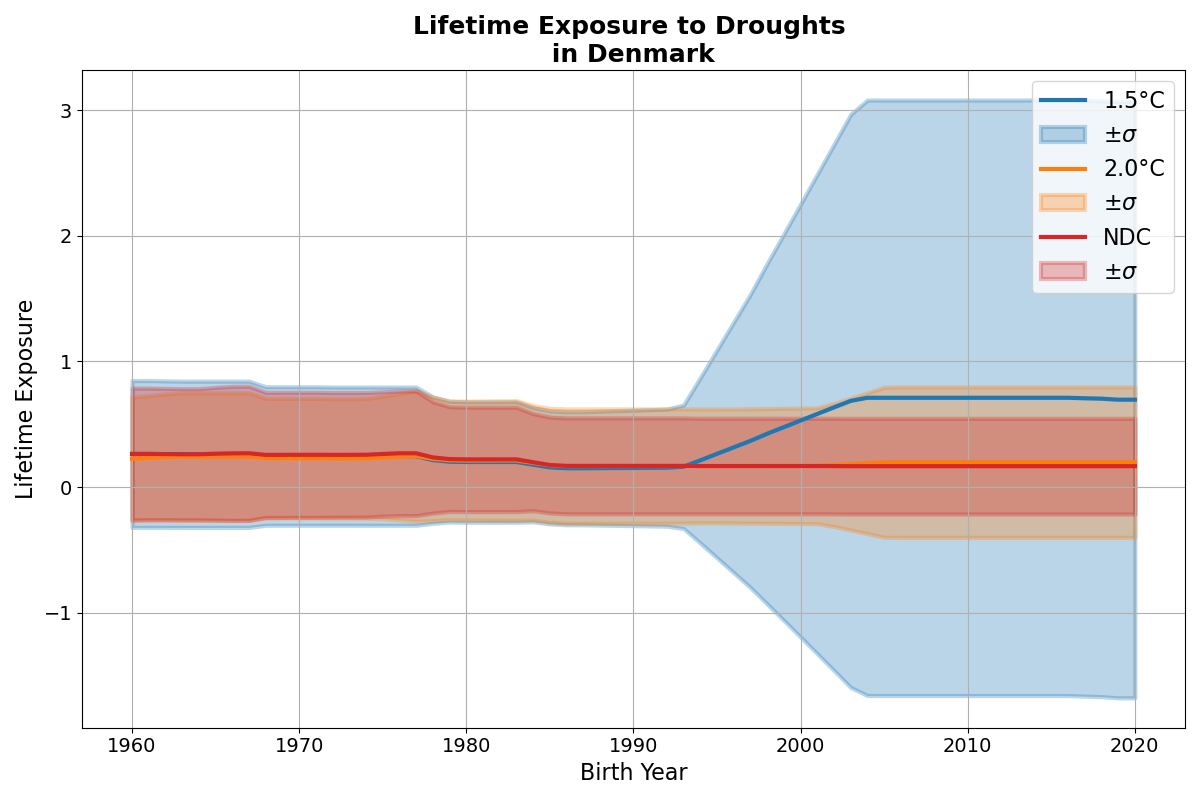 Lifetime Exposure to Droughts
in Denmark
Lifetime Exposure
3
2
1
0
−1
1960
1970
1980
1990
2000
2010
2020
Birth Year
1.5°C
±σ
2.0°C
±σ
NDC
±σ